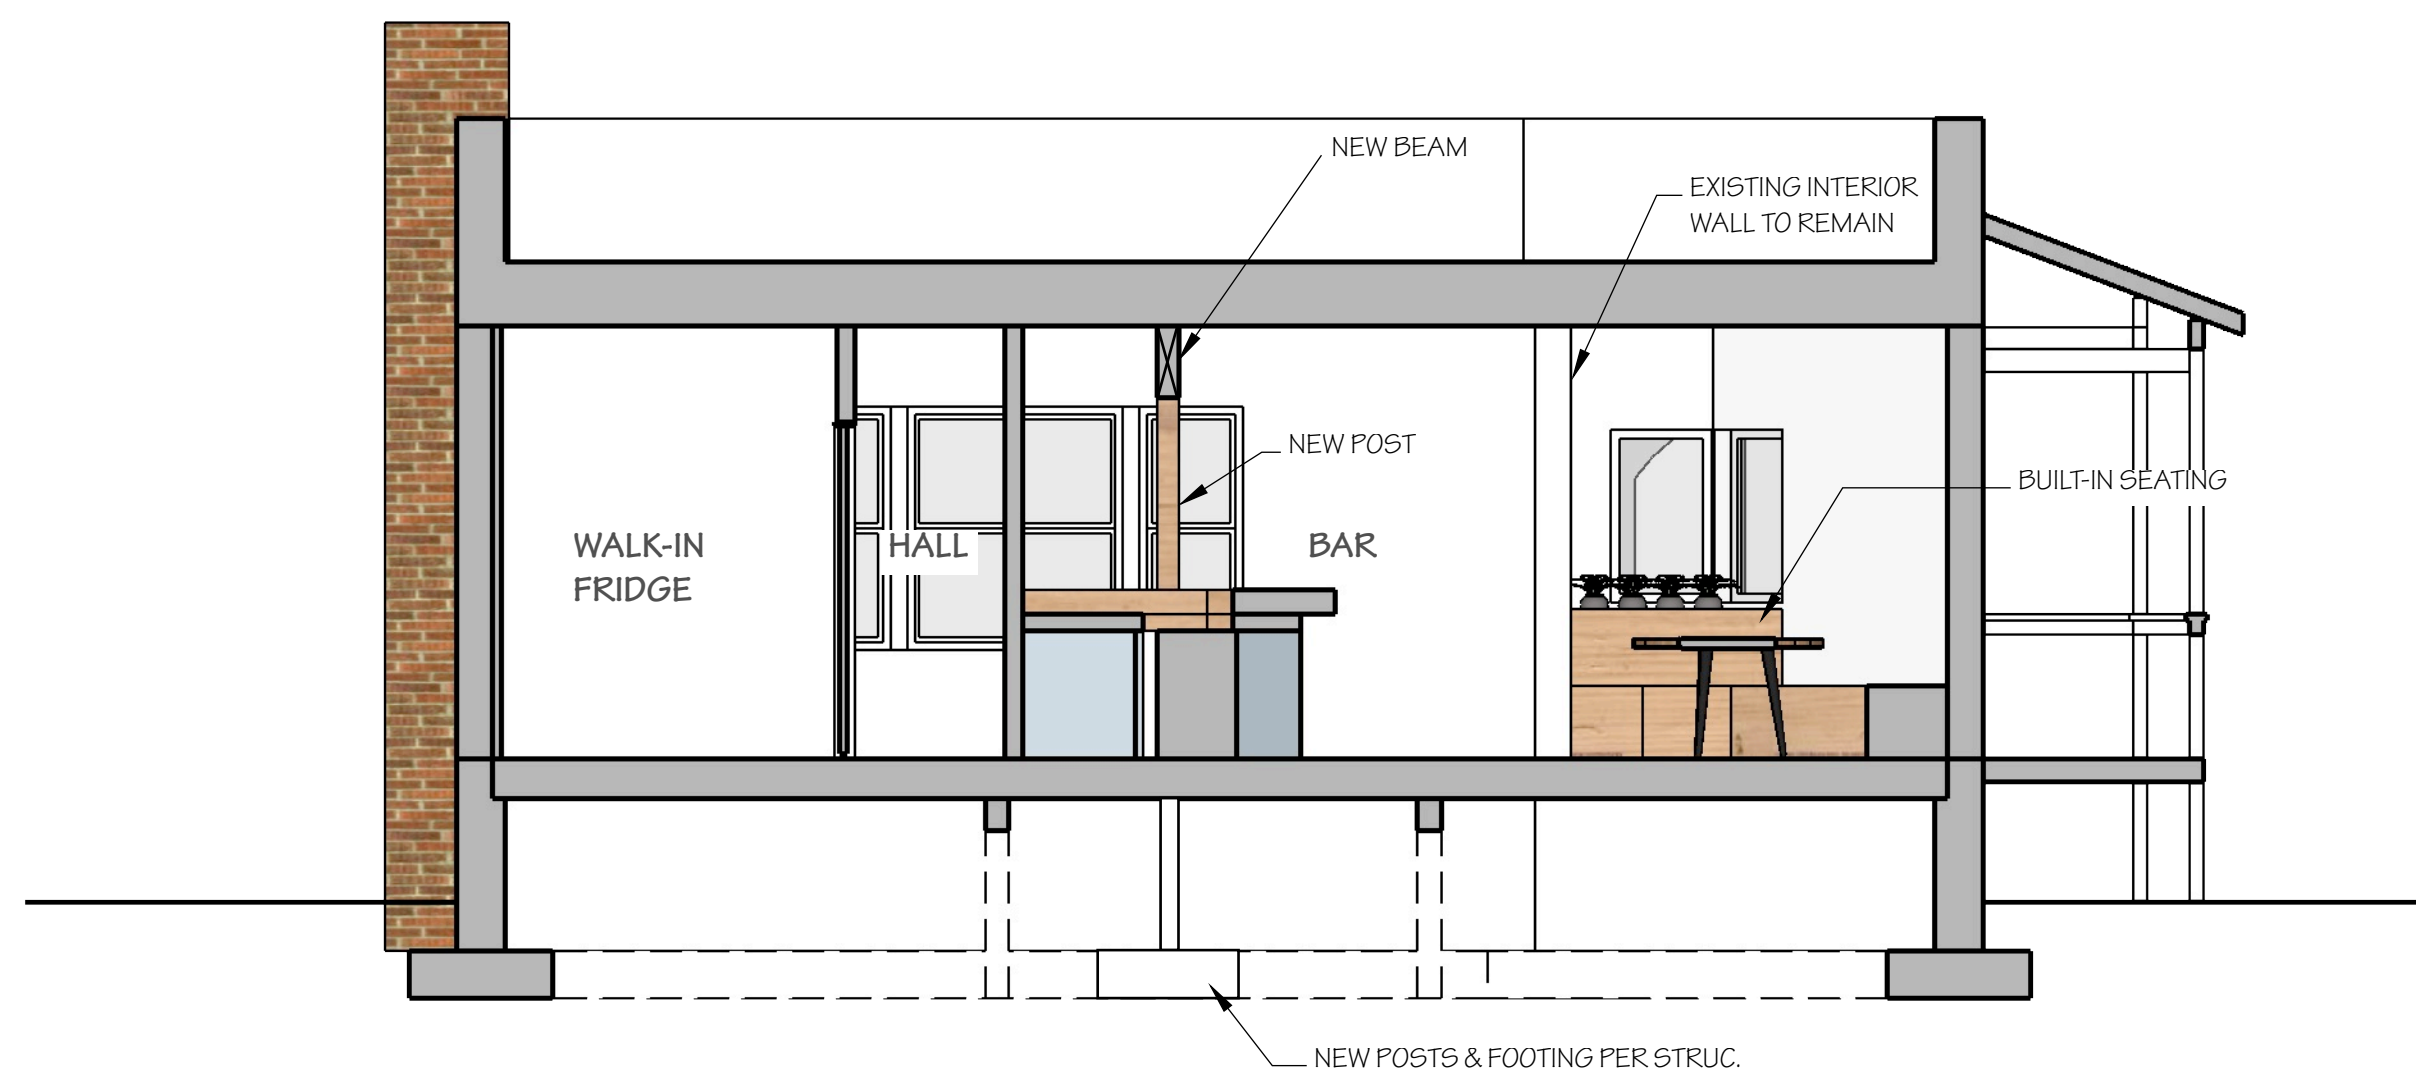 NEW BEAM
EXISTING INTERIOR
WALL TO REMAIN
NEW POST
BUILT-IN SEATING
WALK-IN
FRIDGE
HALL
BAR
NEW POSTS & FOOTING PER STRUC.